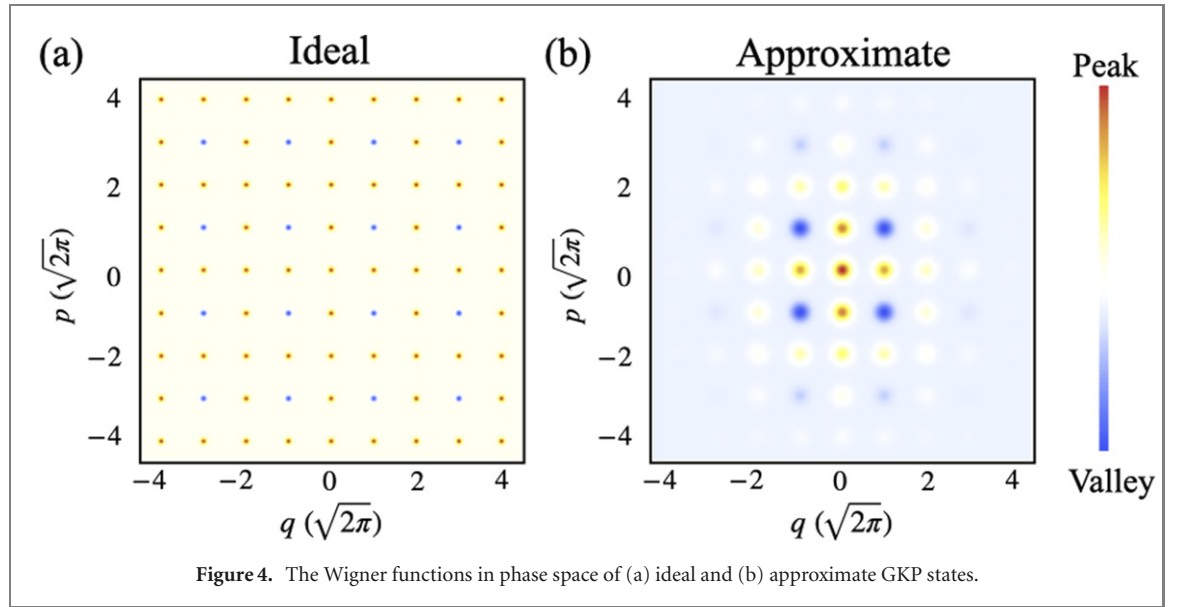 (a) Ideal
4
2
0
−2
−4
p (√2π)
−4 −2 0 2 4
q (√2π)
(b) Approximate
4
2
0
−2
−4
p (√2π)
−4 −2 0 2 4
q (√2π)
Peak
Valley
Figure 4. The Wigner functions in phase space of (a) ideal and (b) approximate GKP states.